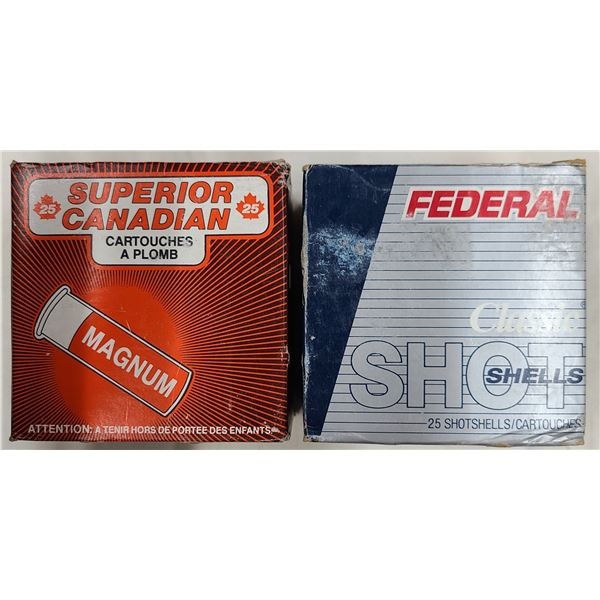 SUPERIOR
25 CANADIAN 25
CARTOUCHES
A PLOMB
MAGNUM
ATTENTION: A TENIR HORS DE PORTEE DES ENFANTS
FEDERAL
Classic®
SHOT
SHELLS
25 SHOTSHELLS/CARTOUCHES